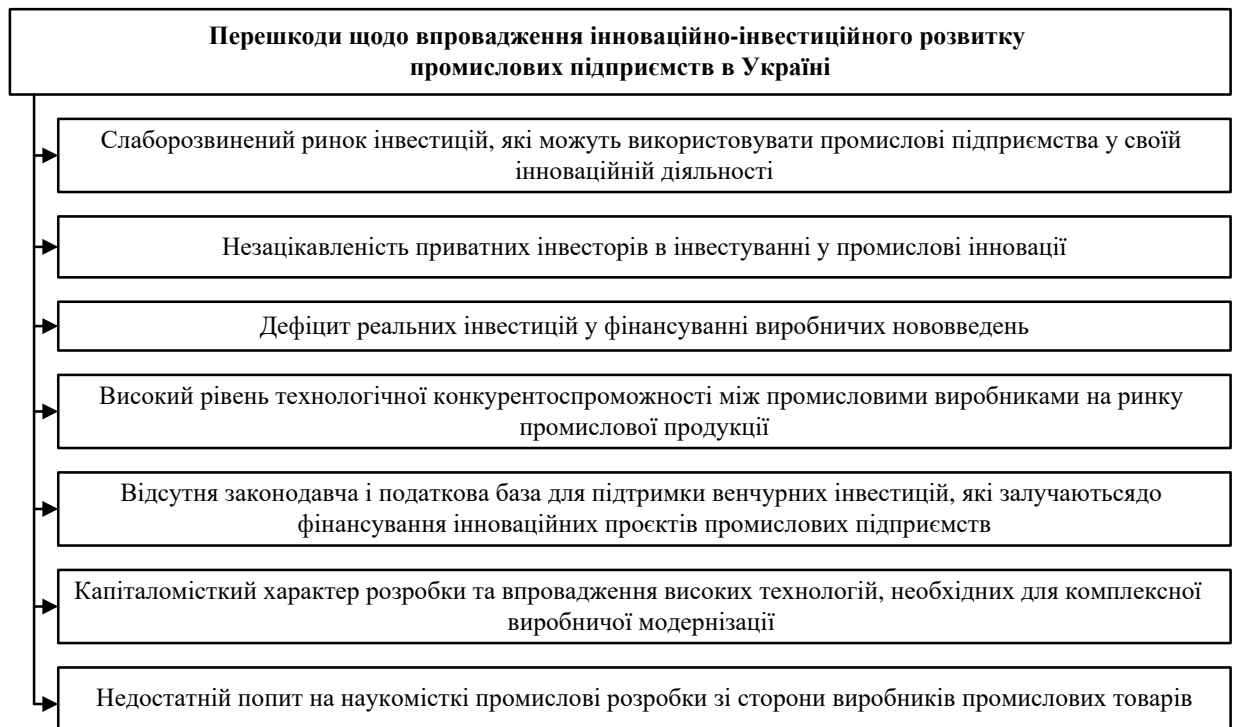 Перешкоди щодо впровадження інноваційно-інвестиційного розвитку
промислових підприємств в Україні
Слаборозвинений ринок інвестицій, які можуть використовувати промислові підприємства у своїй
інноваційній діяльності
Незацікавленість приватних інвесторів в інвестуванні у промислові інновації
Дефіцит реальних інвестицій у фінансуванні виробничих нововведень
Високий рівень технологічної конкурентоспроможності між промисловими виробниками на ринку
промислової продукції
Відсутня законодавча і податкова база для підтримки венчурних інвестицій, які залучаютьсядо
фінансування інноваційних проєктів промислових підприємств
Капіталомісткий характер розробки та впровадження високих технологій, необхідних для комплексної
виробничої модернізації
Недостатній попит на наукомісткі промислові розробки зі сторони виробників промислових товарів